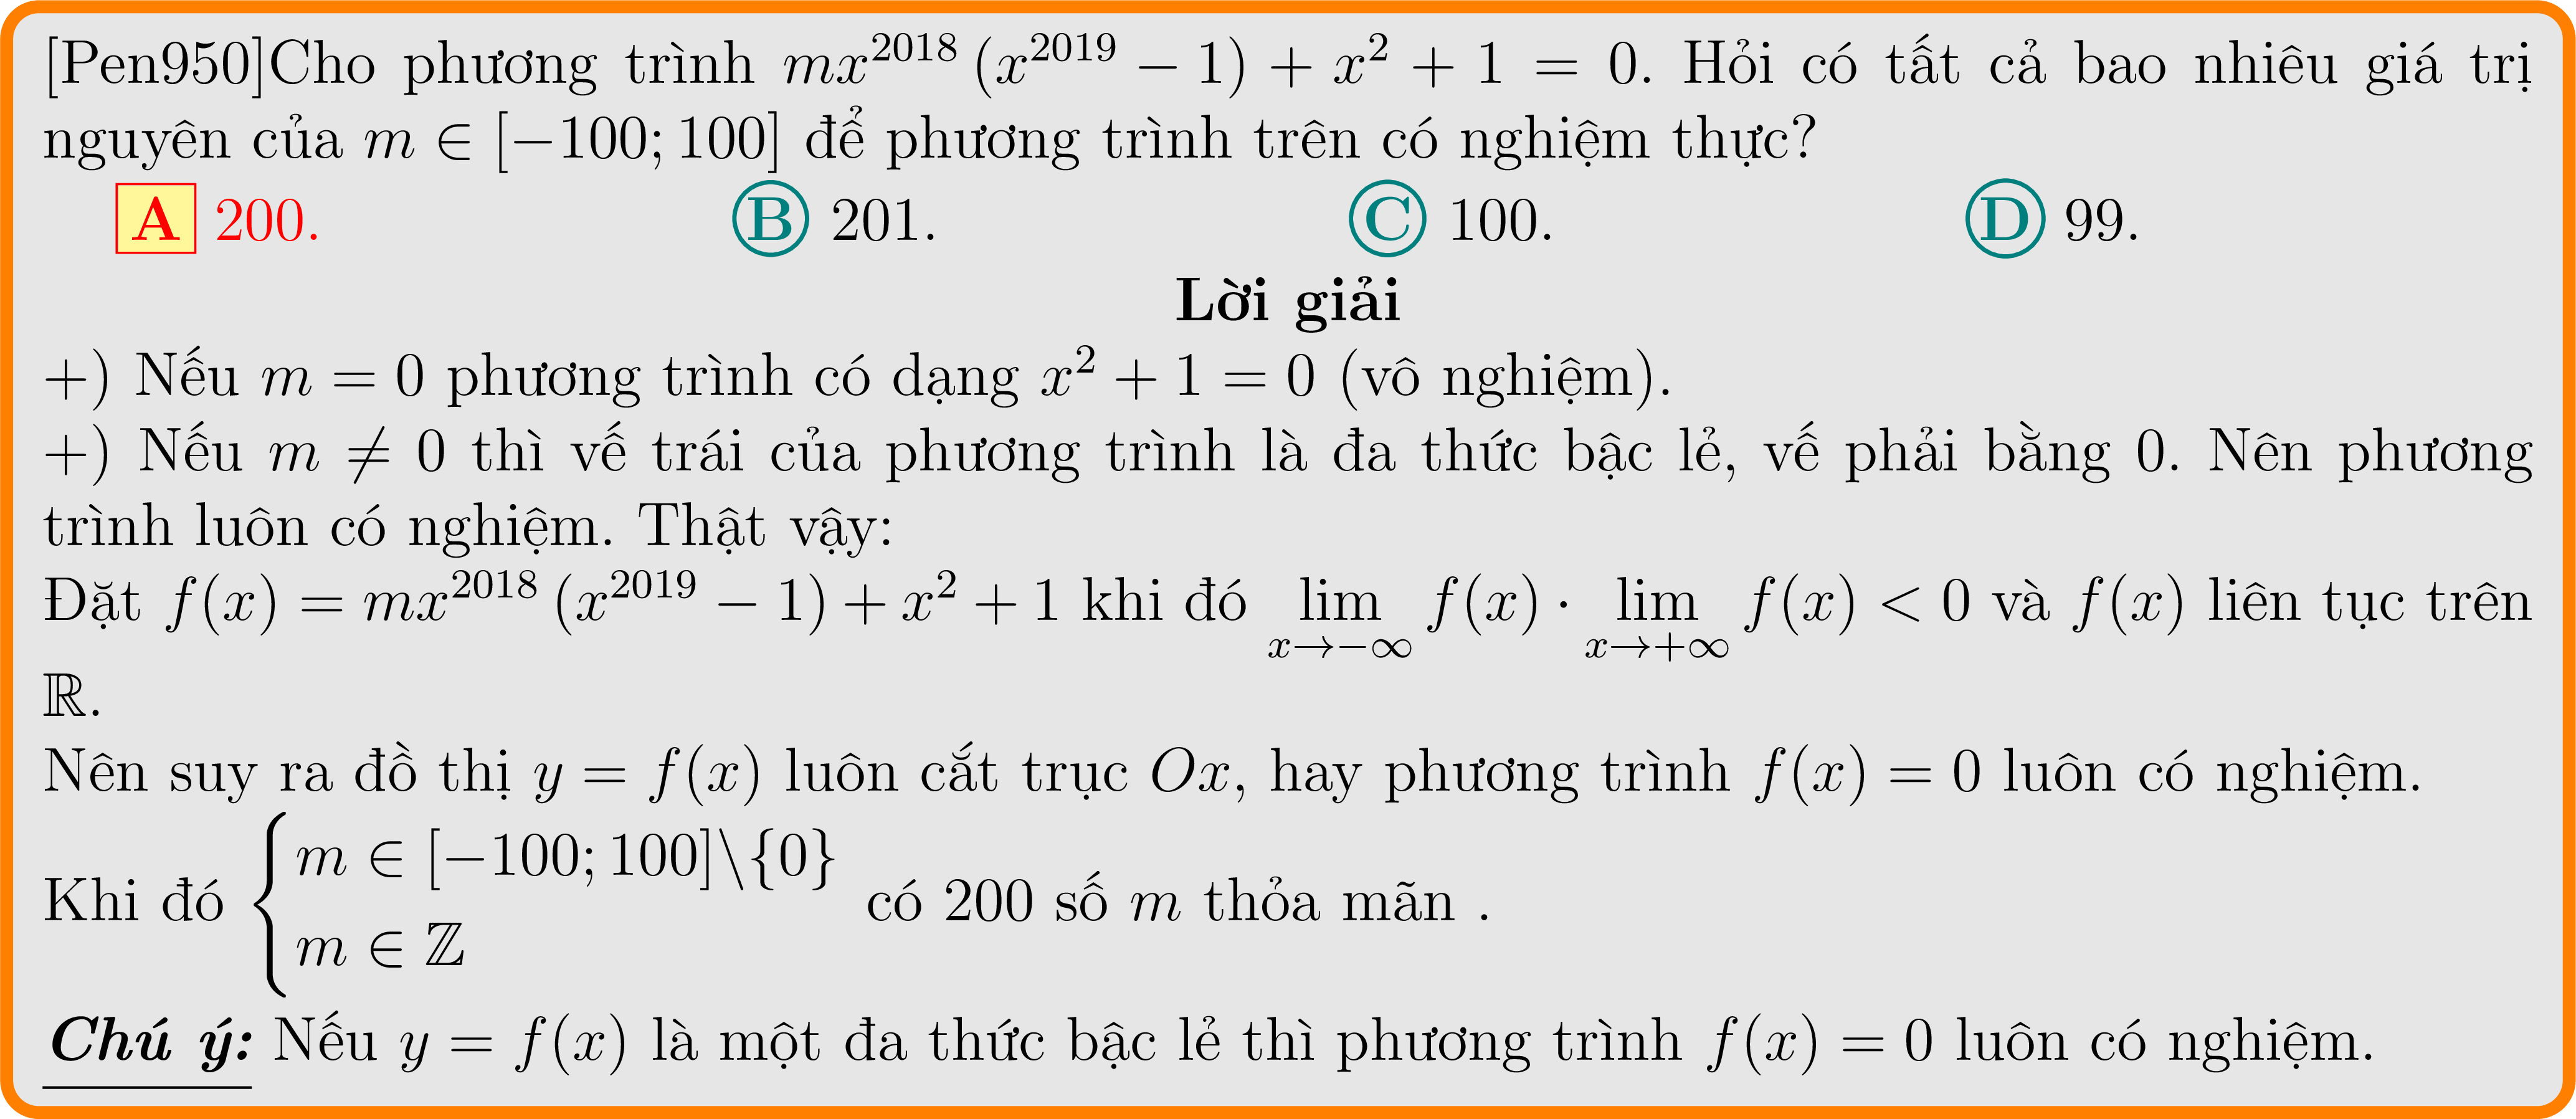 [Pen950]Cho phương trình $mx^{2018}\left(x^{2019}-1\right)+x^2+1=0$. Hỏi có tất cả bao nhiêu giá trị
nguyên của $m \in [-100; 100]$ để phương trình trên có nghiệm thực?
A 200. B 201. C 100. D 99.
Lời giải
+) Nếu $m = 0$ phương trình có dạng $x^2 + 1 = 0$ (vô nghiệm).
+) Nếu $m \neq 0$ thì vế trái của phương trình là đa thức bậc lẻ, vế phải bằng 0. Nên phương
trình luôn có nghiệm. Thật vậy:
Đặt $f(x) = mx^{2018}\left(x^{2019}-1\right)+x^2+1$ khi đó $\lim\limits_{x\to-\infty} f(x) \cdot \lim\limits_{x\to+\infty} f(x) < 0$ và $f(x)$ liên tục trên
$\mathbb{R}$.
Nên suy ra đồ thị $y = f(x)$ luôn cắt trục $Ox$, hay phương trình $f(x) = 0$ luôn có nghiệm.
Khi đó $\begin{cases} m \in [-100; 100]\backslash\{0\} \\ m \in \mathbb{Z} \end{cases}$ có 200 số $m$ thỏa mãn .
Chú ý: Nếu $y = f(x)$ là một đa thức bậc lẻ thì phương trình $f(x) = 0$ luôn có nghiệm.